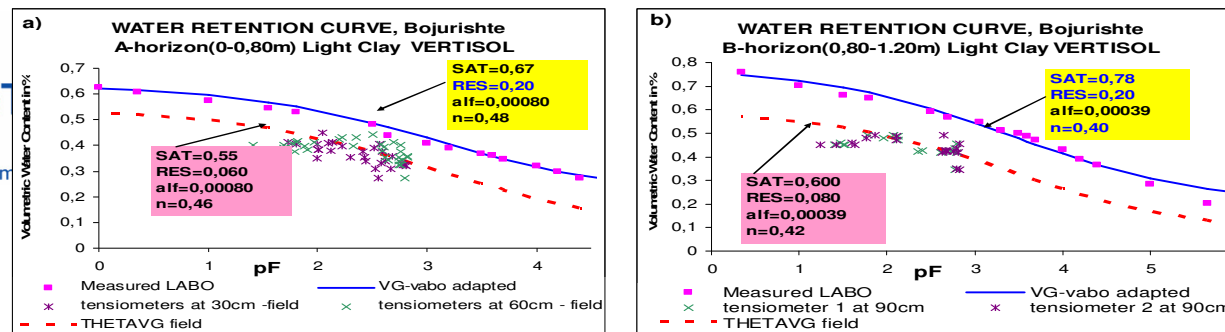 a)
WATER RETENTION CURVE, Bojurishte
A-horizon(0-0,80m) Light Clay VERTISOL
Volumetric Water Content in%
0,7
0,6
0,5
0,4
0,3
0,2
0,1
0
SAT=0,67
RES=0,20
alf=0,00080
n=0,48
SAT=0,55
RES=0,060
alf=0,00080
n=0,46
0 1 2 3 4
pF
Measured LABO VG-vabo adapted
tensiometers at 30cm -field tensiometers at 60cm - field
THETAVG field
b)
WATER RETENTION CURVE, Bojurishte
B-horizon(0,80-1.20m) Light Clay VERTISOL
Volumetric Water Content in%
0,8
0,7
0,6
0,5
0,4
0,3
0,2
0,1
0
SAT=0,78
RES=0,20
alf=0,00039
n=0,40
SAT=0,600
RES=0,080
alf=0,00039
n=0,42
0 1 2 3 4 5
pF
Measured LABO VG-vabo adapted
tensiometer 1 at 90cm tensiometer 2 at 90cm
THETAVG field